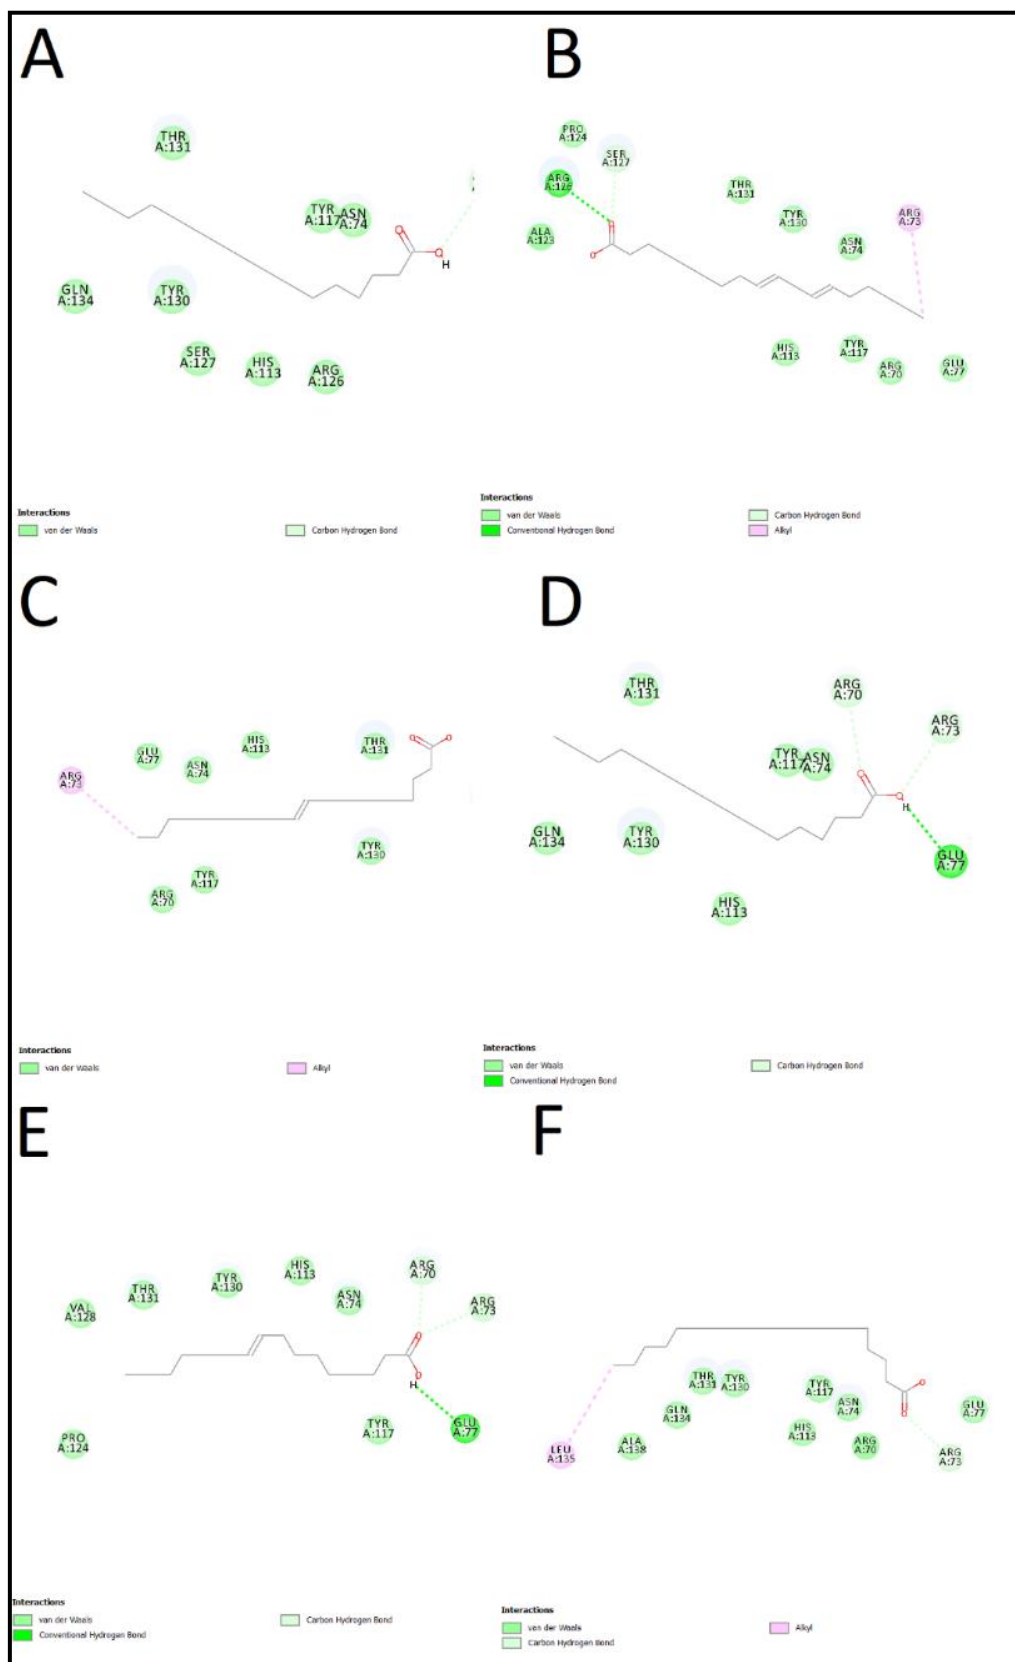 A
THR
A:131
TYR
A:117
ASN
A:74
O
O
H
GLN
A:134
TYR
A:130
SER
A:127
HIS
A:113
ARG
A:126
Interactions
van der Waals
Carbon Hydrogen Bond
B
PRO
A:124
SER
A:127
ARG
A:126
THR
A:131
TYR
A:130
ARG
A:73
ALA
A:123
ASN
A:74
O
O
HIS
A:113
TYR
A:117
ARG
A:70
GLU
A:77
Interactions
van der Waals
Conventional Hydrogen Bond
Carbon Hydrogen Bond
Alkyl
C
HIS
A:113
THR
A:131
O
O
GLU
A:77
ASN
A:74
ARG
A:73
TYR
A:130
TYR
A:117
ARG
A:70
Interactions
van der Waals
Alkyl
D
THR
A:131
ARG
A:70
ARG
A:73
TYR
A:117
ASN
A:74
O
O
H
GLN
A:134
TYR
A:130
GLU
A:77
HIS
A:113
Interactions
van der Waals
Conventional Hydrogen Bond
Carbon Hydrogen Bond
E
VAL
A:128
THR
A:131
TYR
A:130
HIS
A:113
ASN
A:74
ARG
A:70
ARG
A:73
O
O
H
PRO
A:124
TYR
A:117
GLU
A:77
Interactions
van der Waals
Conventional Hydrogen Bond
Carbon Hydrogen Bond
F
THR
A:131
TYR
A:130
TYR
A:117
ASN
A:74
O
O
GLU
A:77
GLN
A:134
HIS
A:113
ARG
A:70
ARG
A:73
ALA
A:138
LEU
A:135
Interactions
van der Waals
Carbon Hydrogen Bond
Alkyl